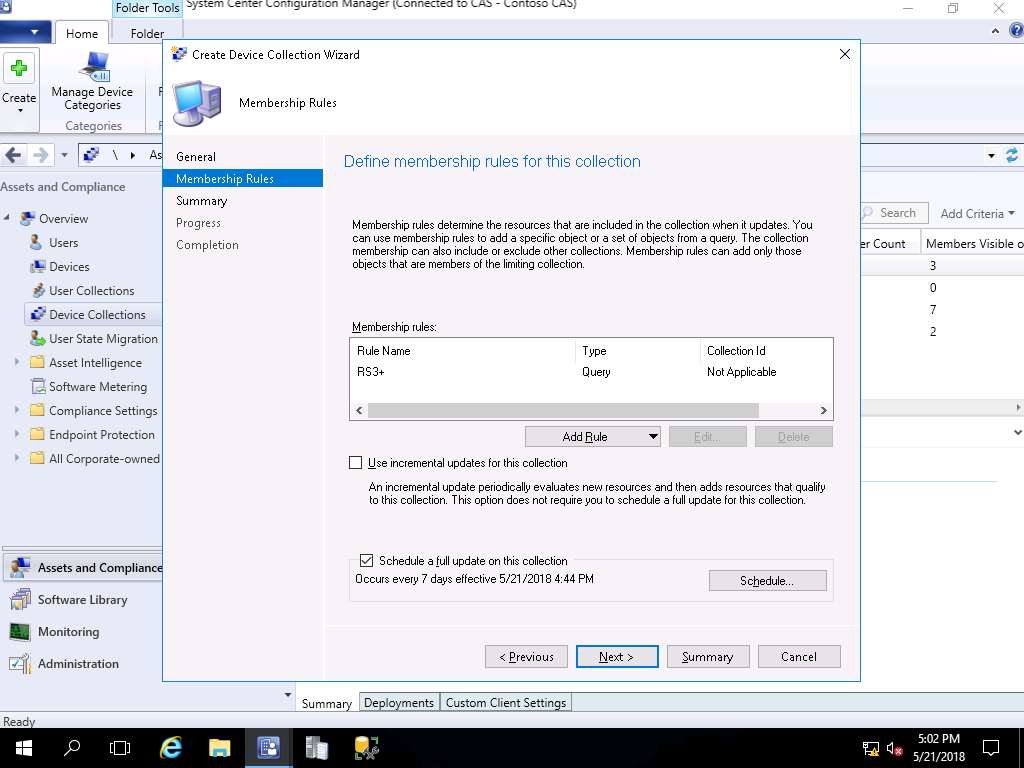 Folder Tools
System Center Configuration Manager (Connected to CAS - Contoso CAS)
Home
Folder
Create
Manage Device
Categories
Categories
\
As
Assets and Compliance
Overview
Users
Devices
User Collections
Device Collections
User State Migration
Asset Intelligence
Software Metering
Compliance Settings
Endpoint Protection
All Corporate-owned
Assets and Compliance
Software Library
Monitoring
Administration
Ready
Create Device Collection Wizard
Membership Rules
General
Membership Rules
Summary
Progress
Completion
Define membership rules for this collection
Membership rules determine the resources that are included in the collection when it updates. You
can use membership rules to add a specific object or a set of objects from a query. The collection
membership can also include or exclude other collections. Membership rules can add only those
objects that are members of the limiting collection.
Membership rules:
Rule Name Type Collection Id
RS3+ Query Not Applicable
Add Rule Edit... Delete
Use incremental updates for this collection
An incremental update periodically evaluates new resources and then adds resources that qualify
to this collection. This option does not require you to schedule a full update for this collection.
Schedule a full update on this collection
Occurs every 7 days effective 5/21/2018 4:44 PM
Schedule...
< Previous Next > Summary Cancel
Search Add Criteria
er Count Members Visible o
3
0
7
2
Summary Deployments Custom Client Settings
5:02 PM
5/21/2018